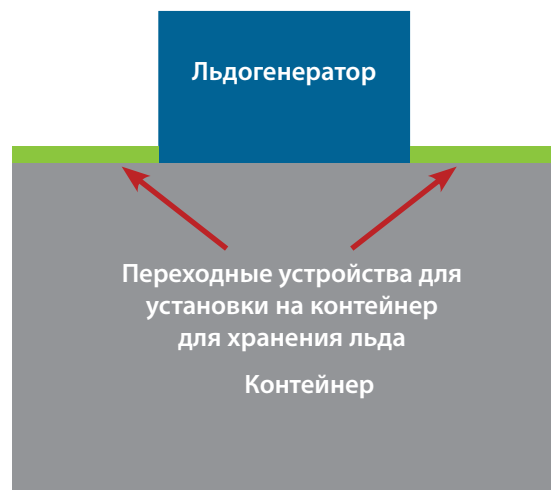 Льдогенератор
Переходные устройства для
установки на контейнер
для хранения льда
Контейнер